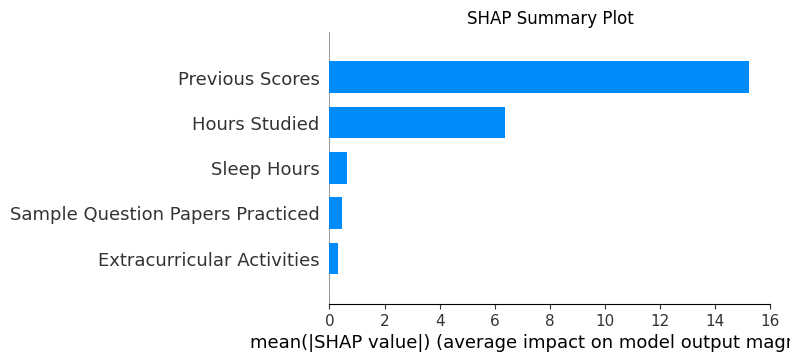 SHAP Summary Plot
Previous Scores
Hours Studied
Sleep Hours
Sample Question Papers Practiced
Extracurricular Activities
0 2 4 6 8 10 12 14 16
mean(|SHAP value|) (average impact on model output magn